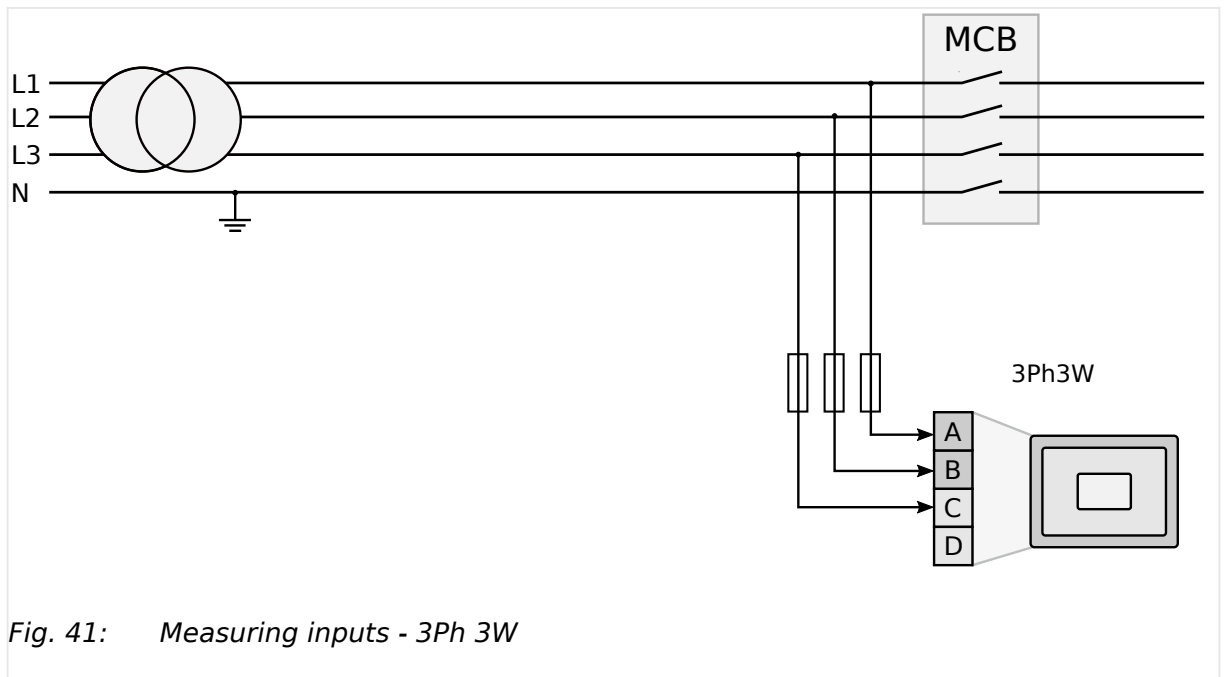 MCB
L1
L2
L3
N
3Ph3W
A
B
C
D
Fig. 41: Measuring inputs - 3Ph 3W